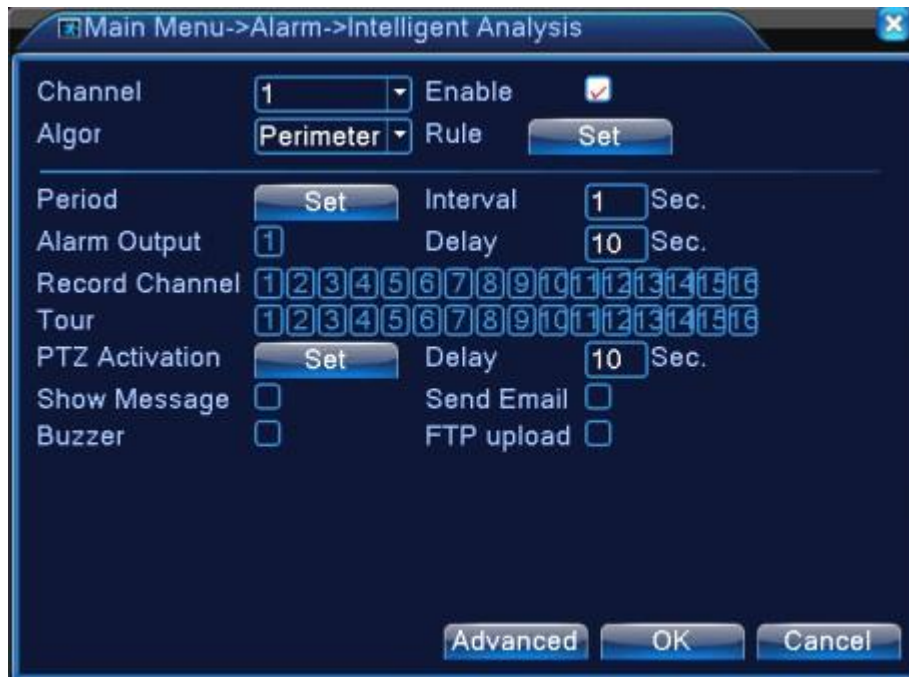 Main Menu->Alarm->Intelligent Analysis
Channel 1 Enable
Algor Perimeter Rule Set
Period Set Interval 1 Sec.
Alarm Output 1 Delay 10 Sec.
Record Channel 1 2 3 4 5 6 7 8 9 10 11 12 13 14 15 16
Tour 1 2 3 4 5 6 7 8 9 10 11 12 13 14 15 16
PTZ Activation Set Delay 10 Sec.
Show Message Send Email
Buzzer FTP upload
Advanced OK Cancel